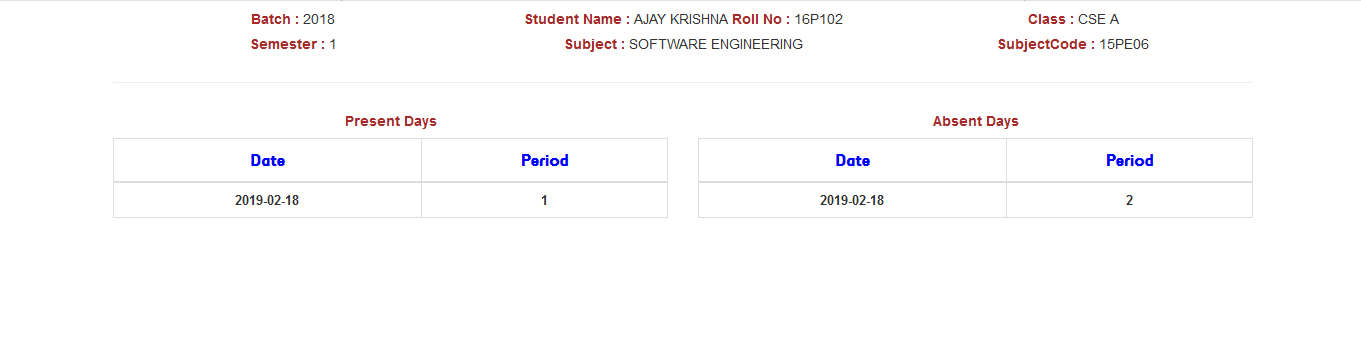 Batch : 2018 Student Name : AJAY KRISHNA Roll No : 16P102 Class : CSE A
Semester : 1 Subject : SOFTWARE ENGINEERING SubjectCode : 15PE06
Present Days Absent Days
Date Period Date Period
2019-02-18 1 2019-02-18 2